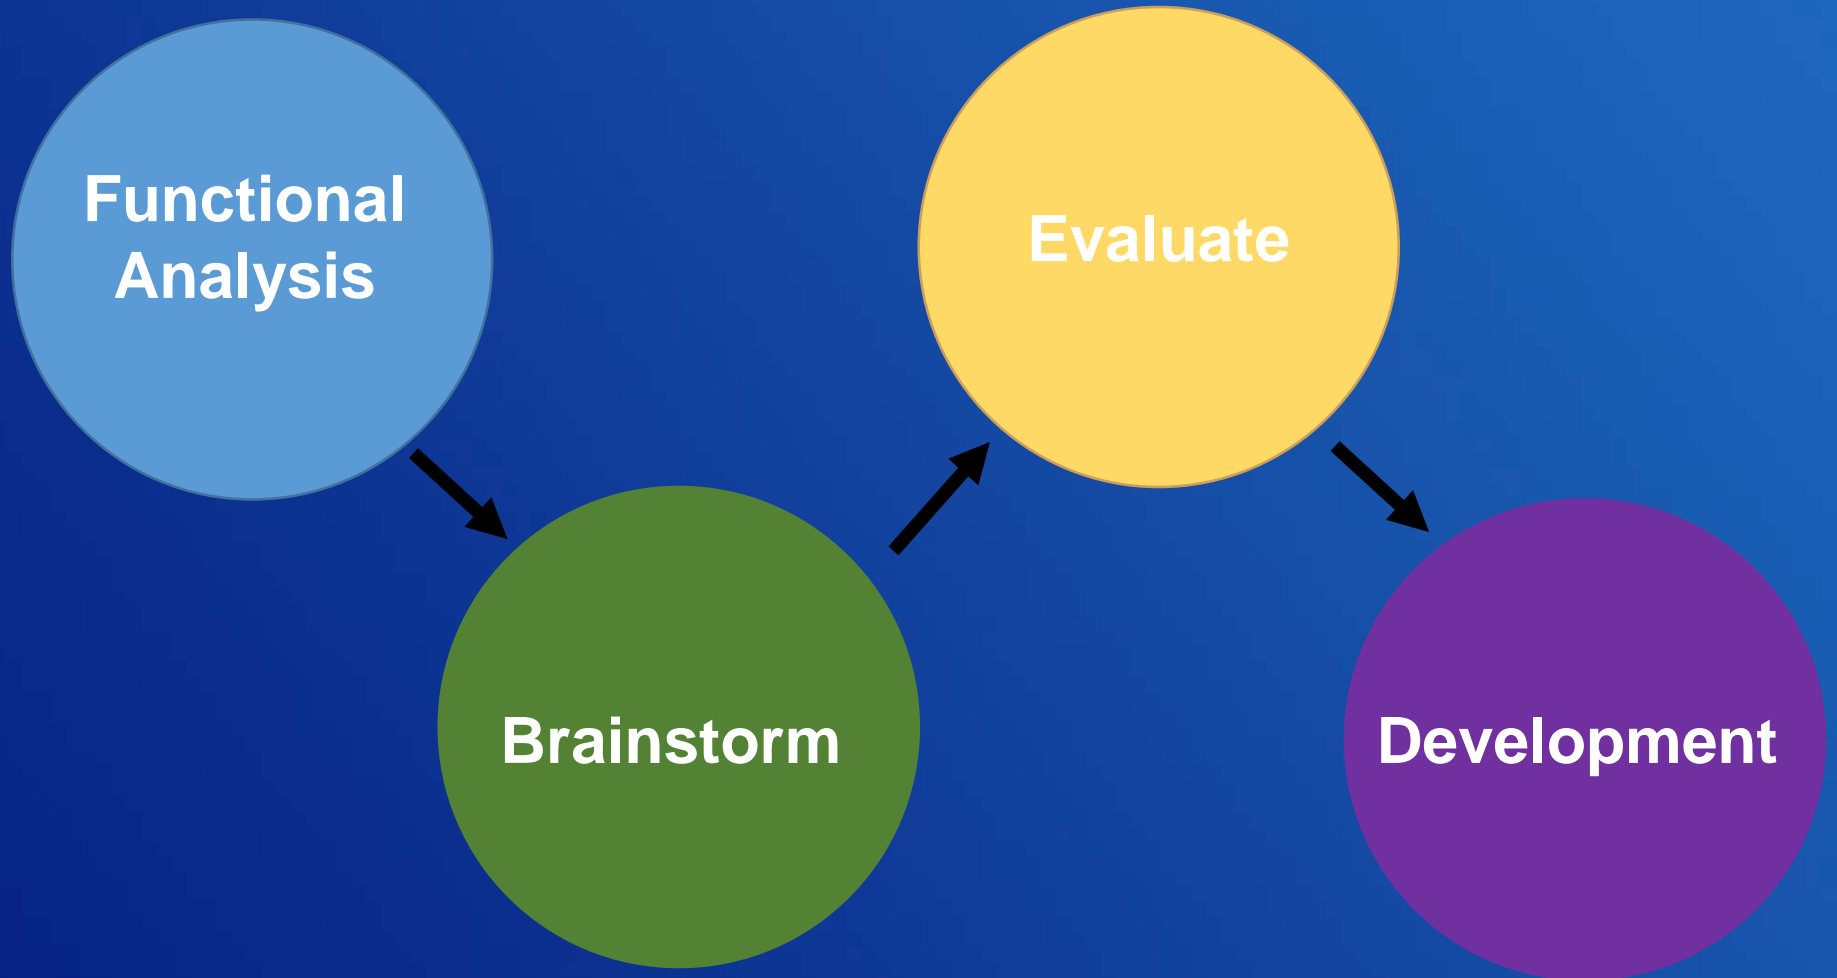 Functional
Analysis
Brainstorm
Evaluate
Development